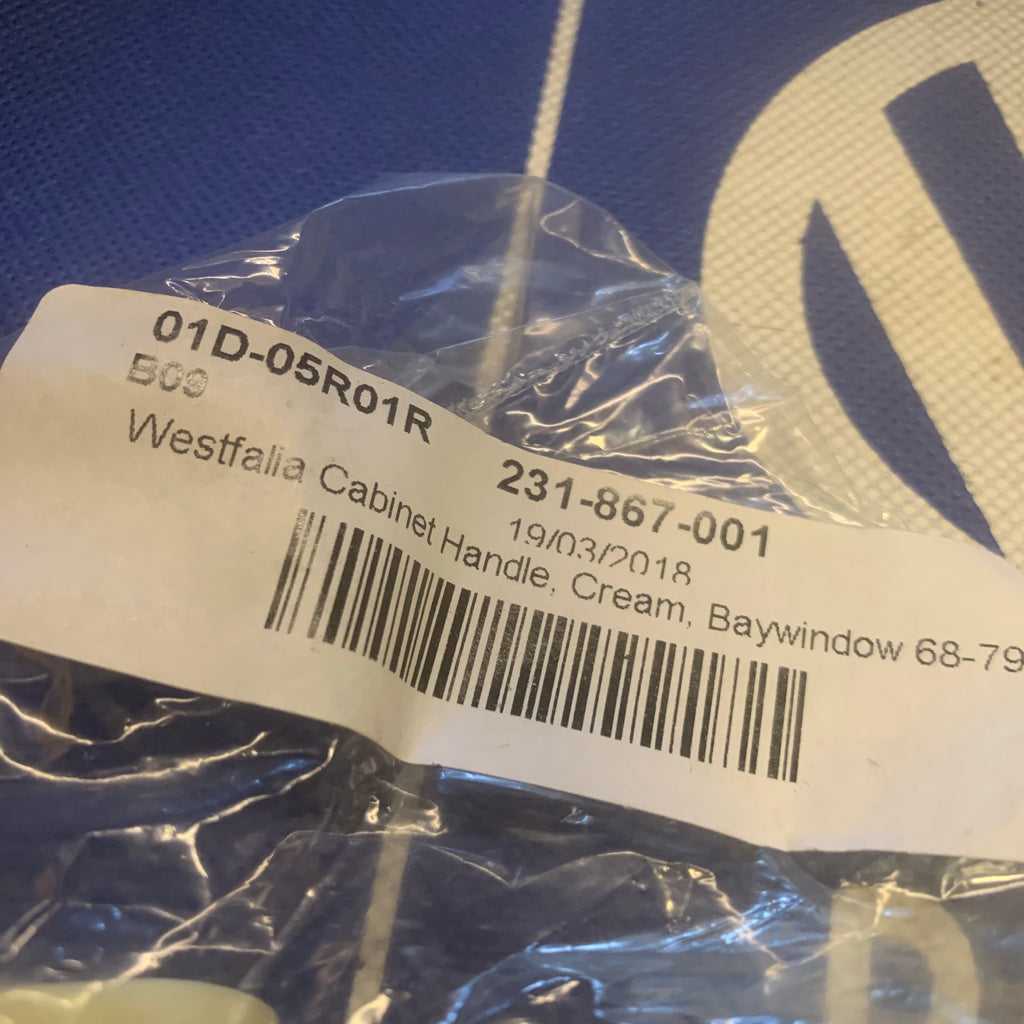 01D-05R01R 231-867-001
B09 19/03/2018
Westfalia Cabinet Handle, Cream, Baywindow 68-79